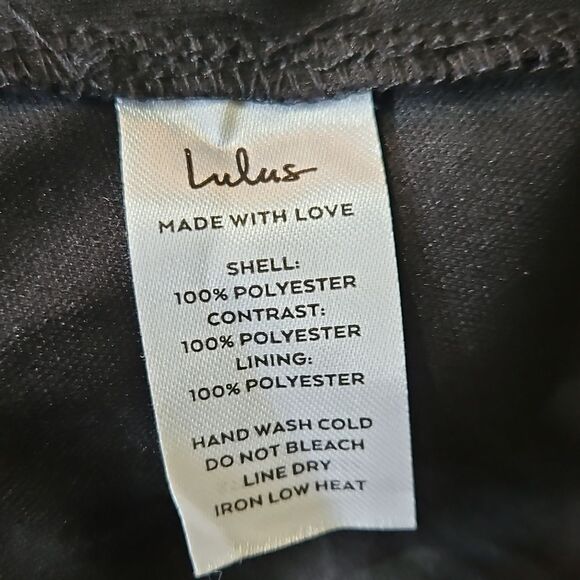 Lulus
MADE WITH LOVE
SHELL:
100% POLYESTER
CONTRAST:
100% POLYESTER
LINING:
100% POLYESTER
HAND WASH COLD
DO NOT BLEACH
LINE DRY
IRON LOW HEAT